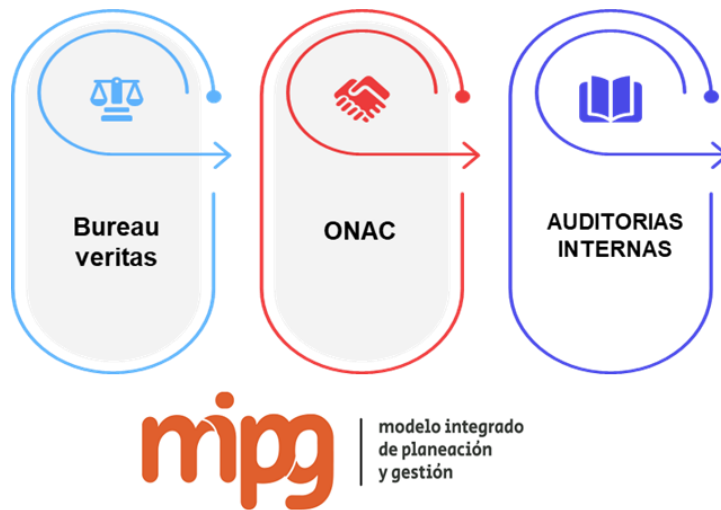 Bureau
veritas
ONAC
AUDITORIAS
INTERNAS
mipg
modelo integrado
de planeación
y gestión